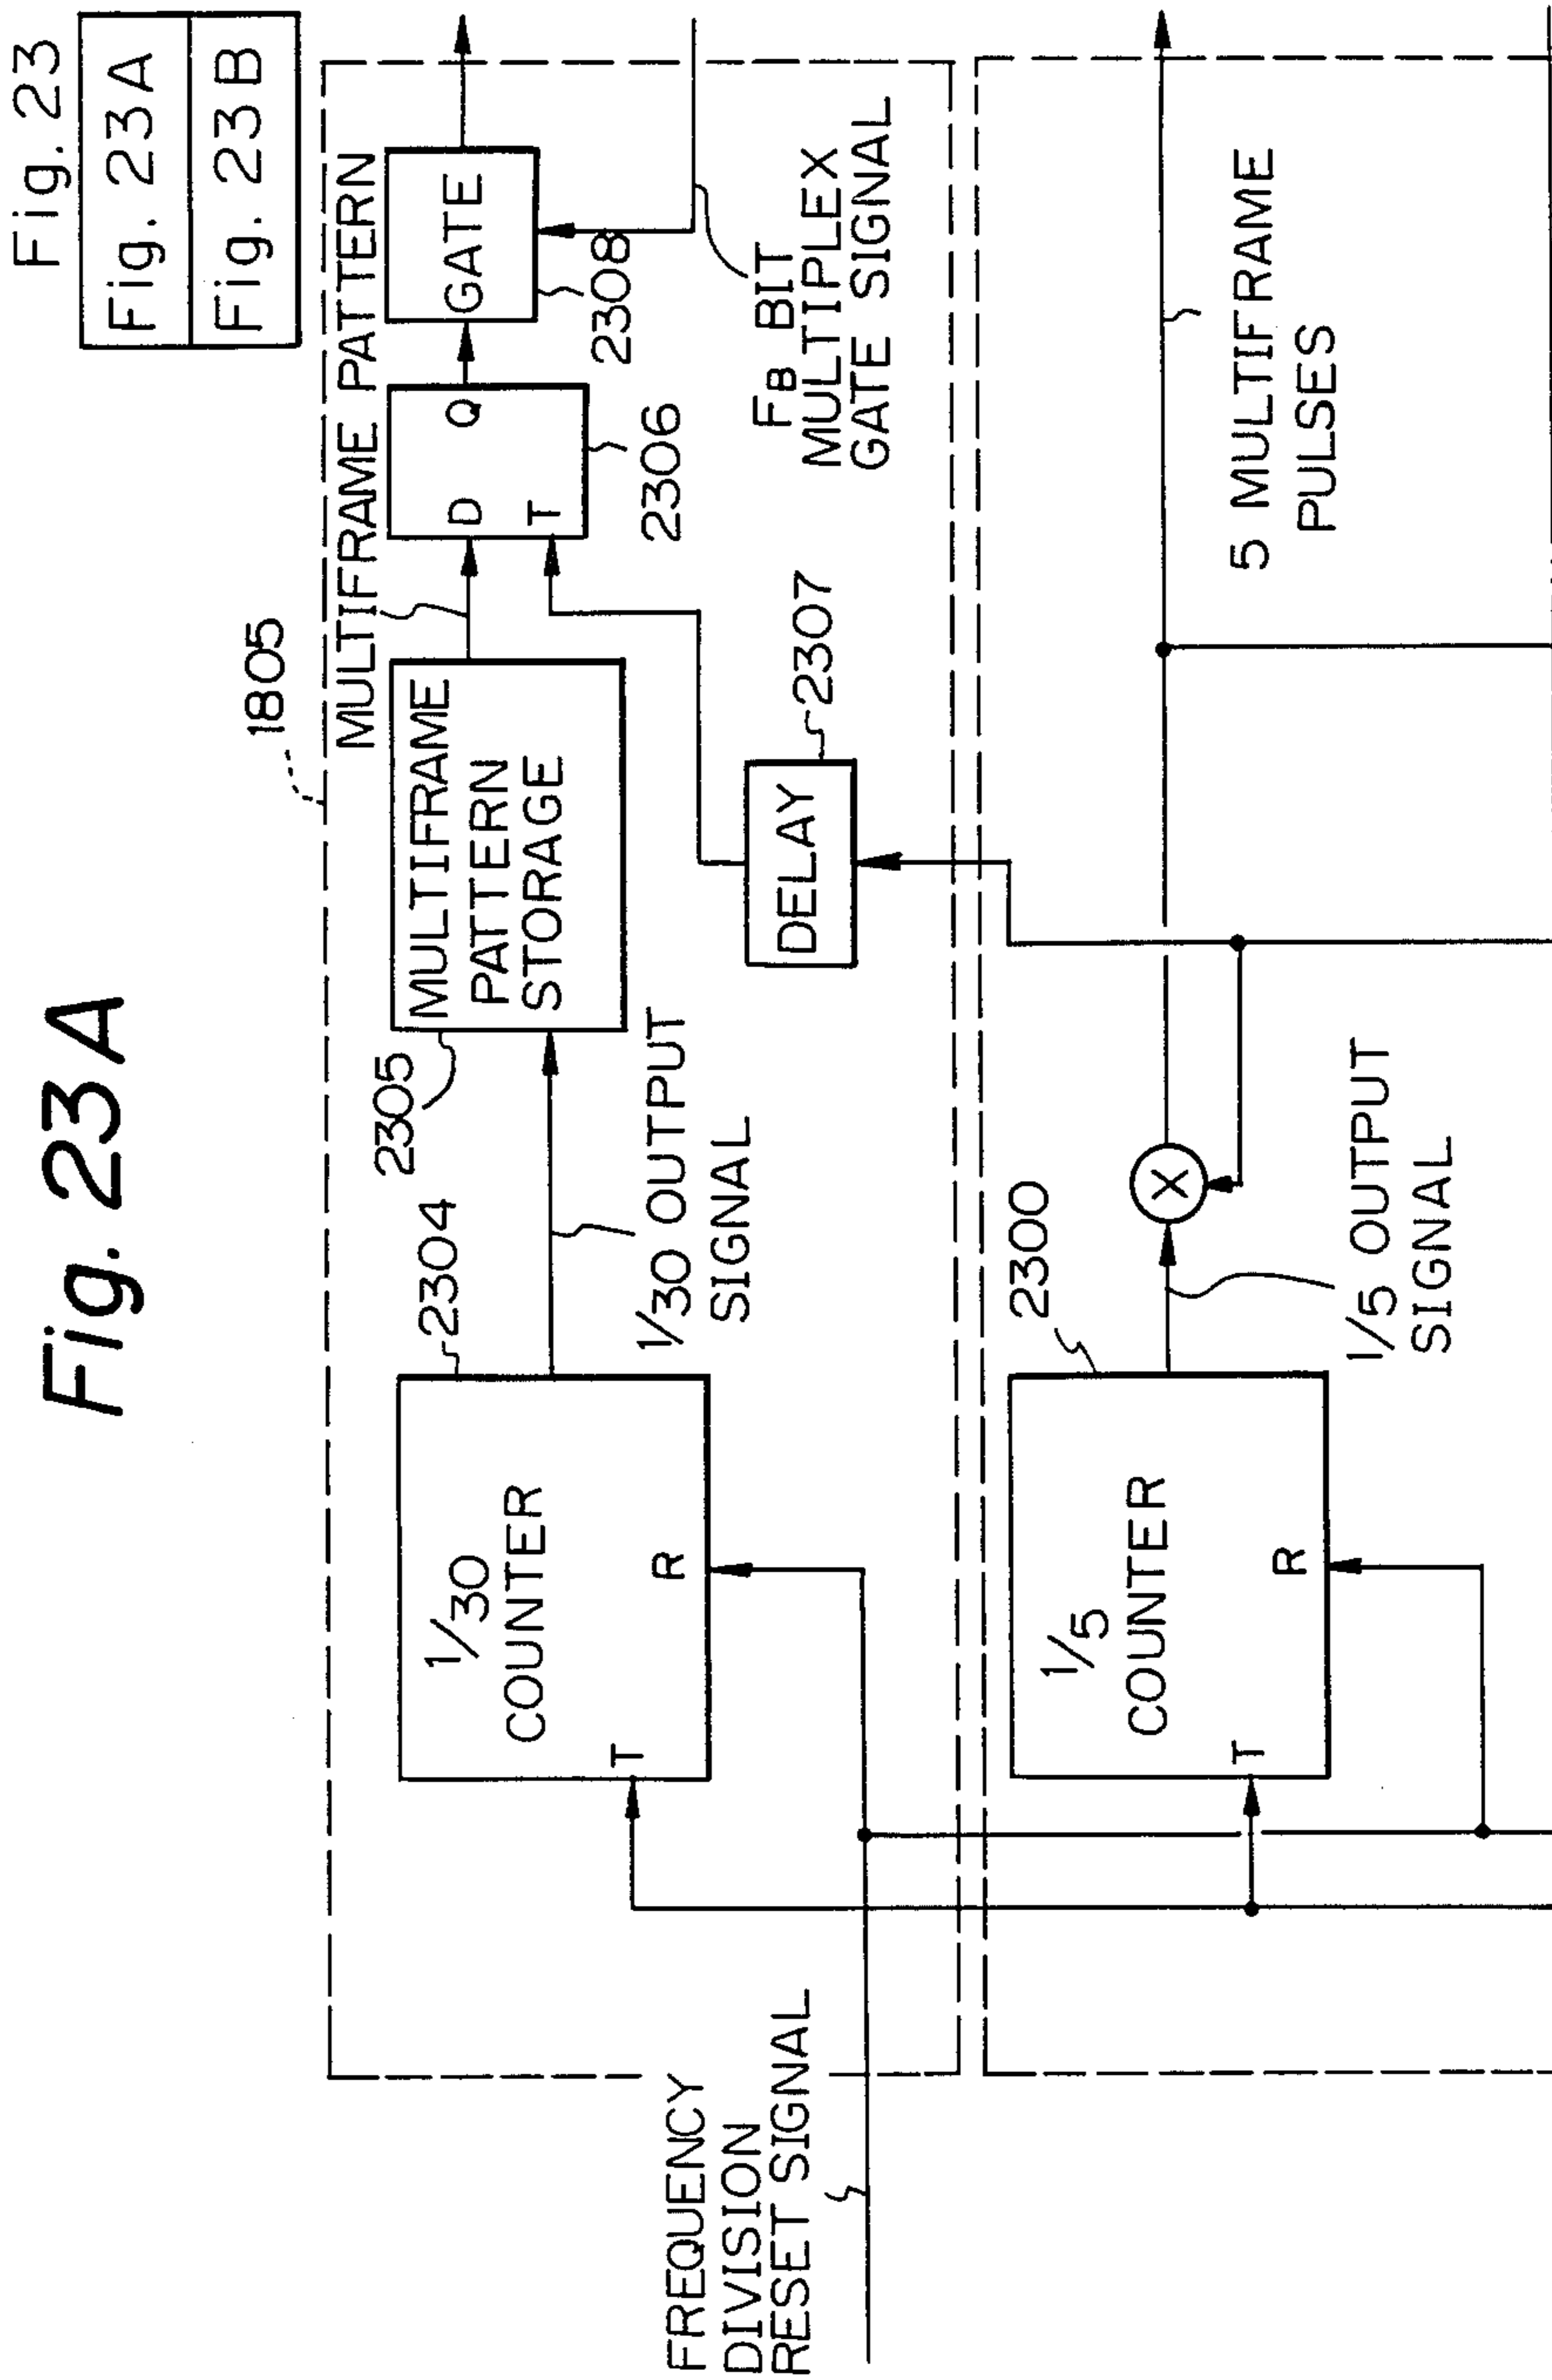 Fig. 23A
Fig. 23
Fig. 23A
Fig. 23B
1805
MULTIFRAME PATTERN
2304
1/30
COUNTER
T
R
1/30 OUTPUT
SIGNAL
2305
MULTIFRAME
PATTERN
STORAGE
D
Q
T
2306
GATE
2308
DELAY
2307
FB BIT
MULTIPLEX
GATE SIGNAL
FREQUENCY
DIVISION
RESET SIGNAL
2300
1/5
COUNTER
T
R
X
1/5 OUTPUT
SIGNAL
5 MULTIFRAME
PULSES